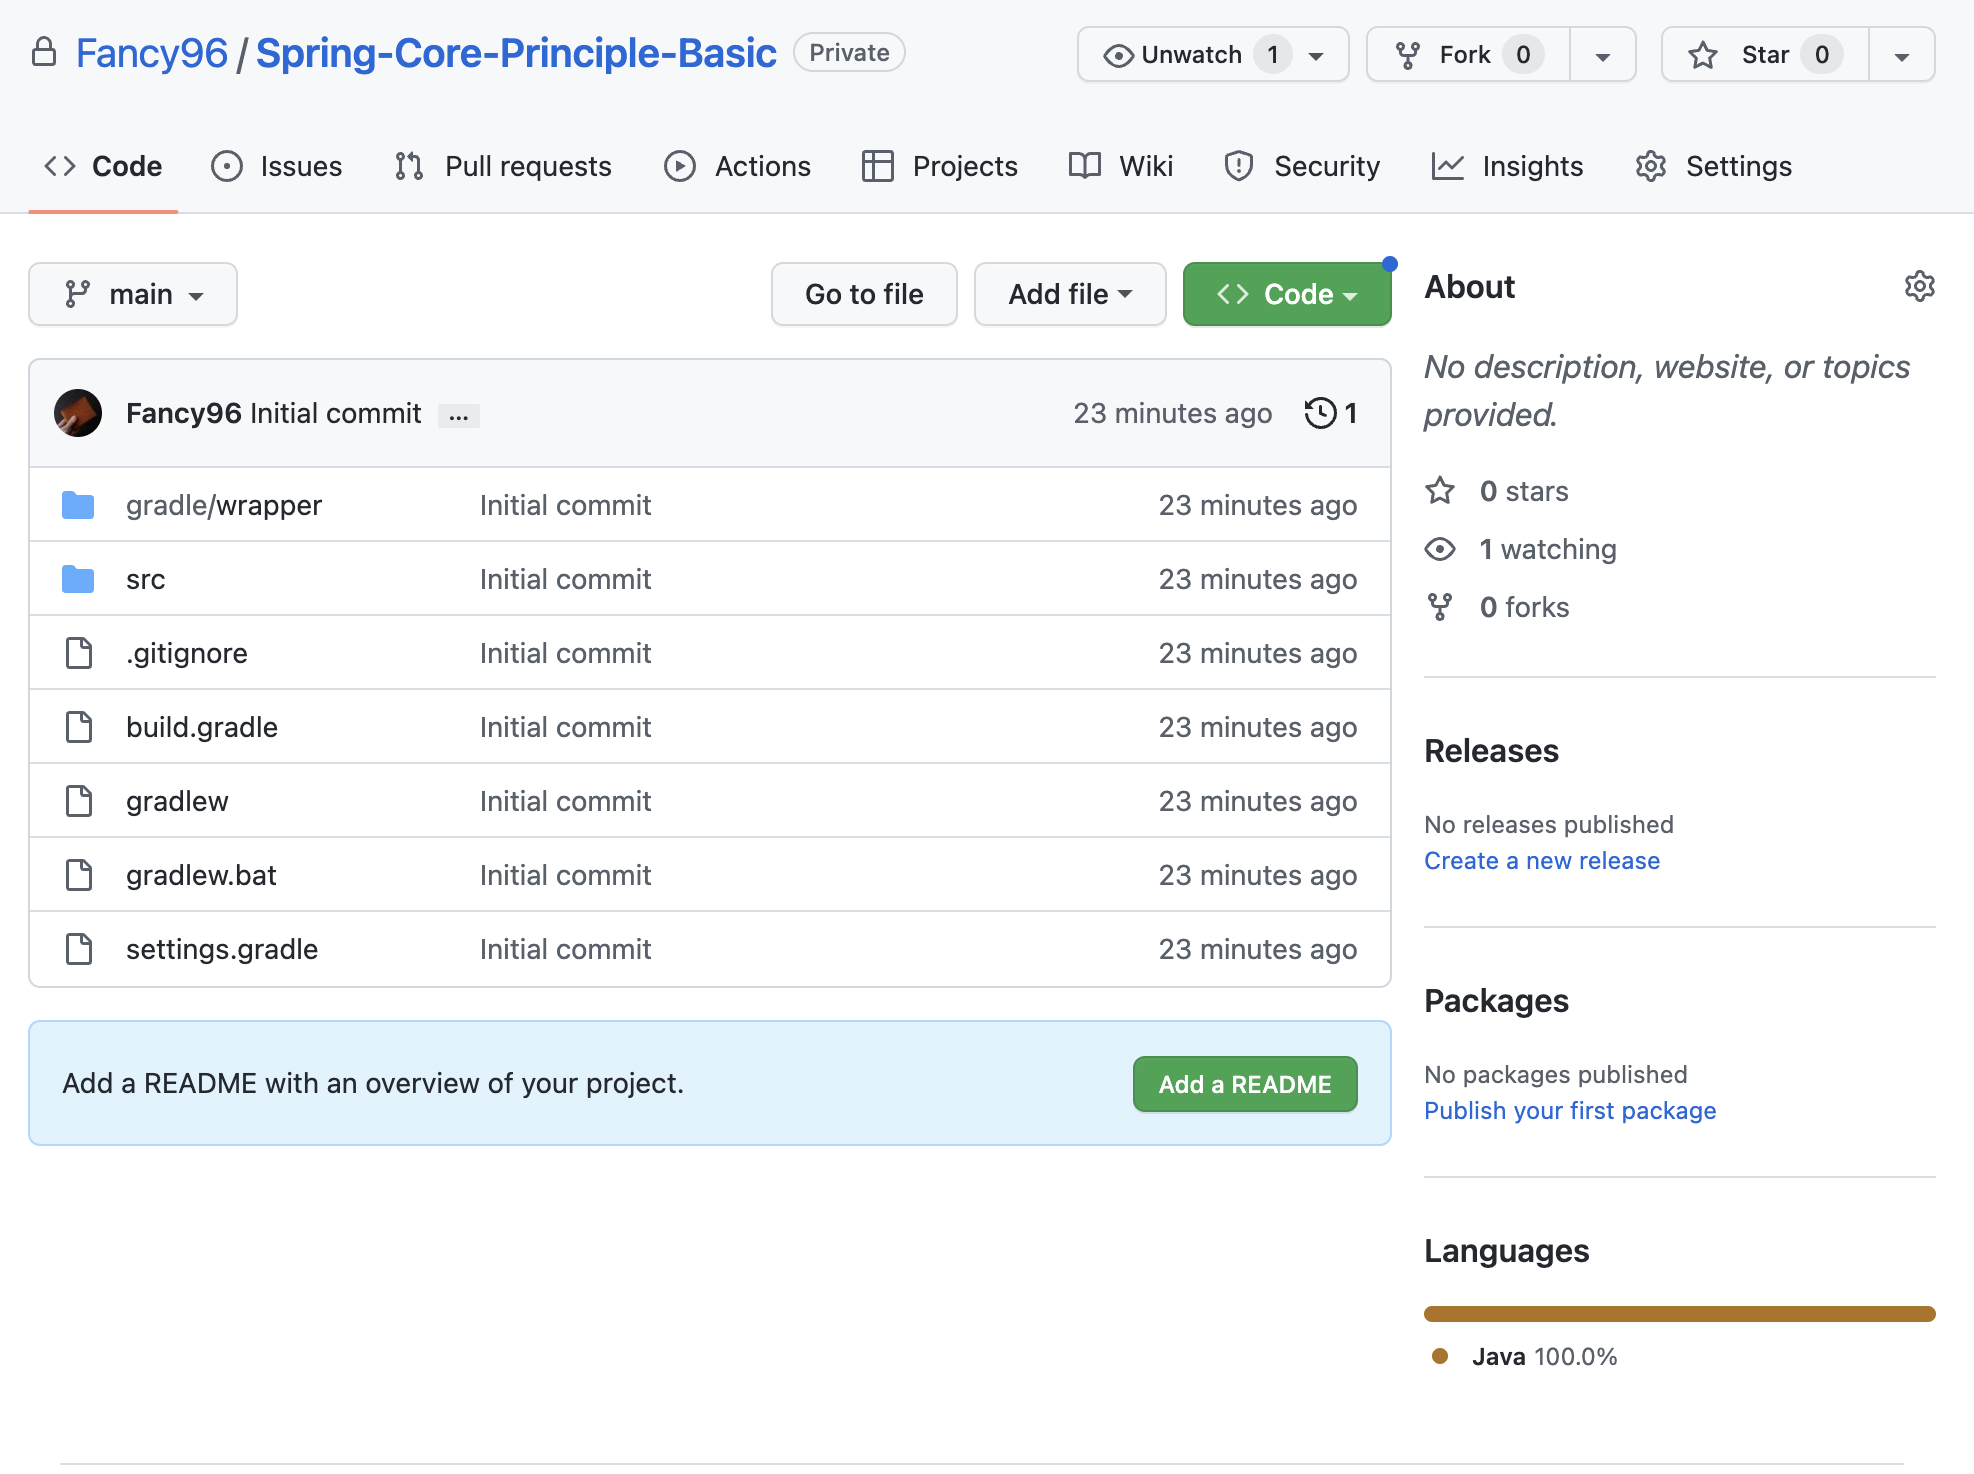 Fancy96 / Spring-Core-Principle-Basic Private Unwatch 1 Fork 0 Star 0
Code Issues Pull requests Actions Projects Wiki Security Insights Settings
main Go to file Add file Code
Fancy96 Initial commit ... 23 minutes ago 1
gradle/wrapper Initial commit 23 minutes ago
src Initial commit 23 minutes ago
.gitignore Initial commit 23 minutes ago
build.gradle Initial commit 23 minutes ago
gradlew Initial commit 23 minutes ago
gradlew.bat Initial commit 23 minutes ago
settings.gradle Initial commit 23 minutes ago
Add a README with an overview of your project. Add a README
About
No description, website, or topics
provided.
0 stars
1 watching
0 forks
Releases
No releases published
Create a new release
Packages
No packages published
Publish your first package
Languages
Java 100.0%